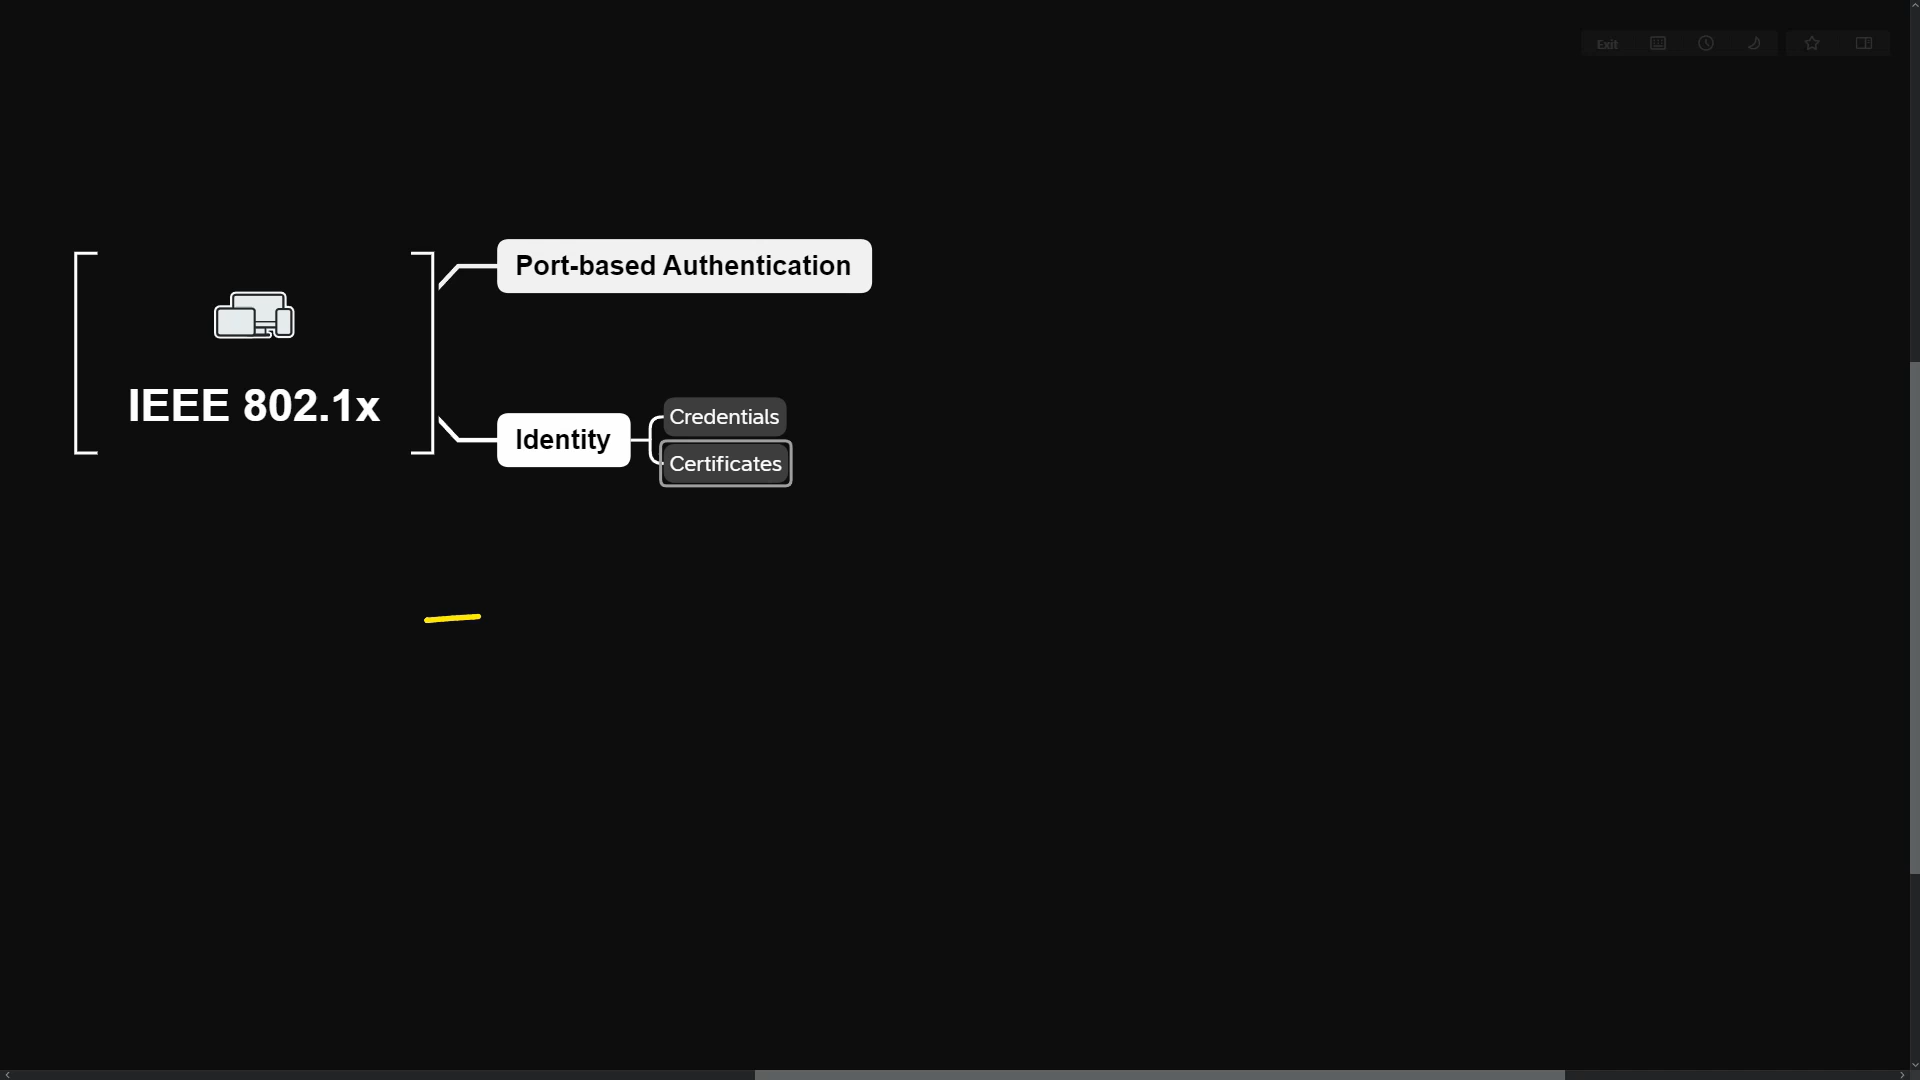 Exit
Port-based Authentication
IEEE 802.1x
Identity
Credentials
Certificates